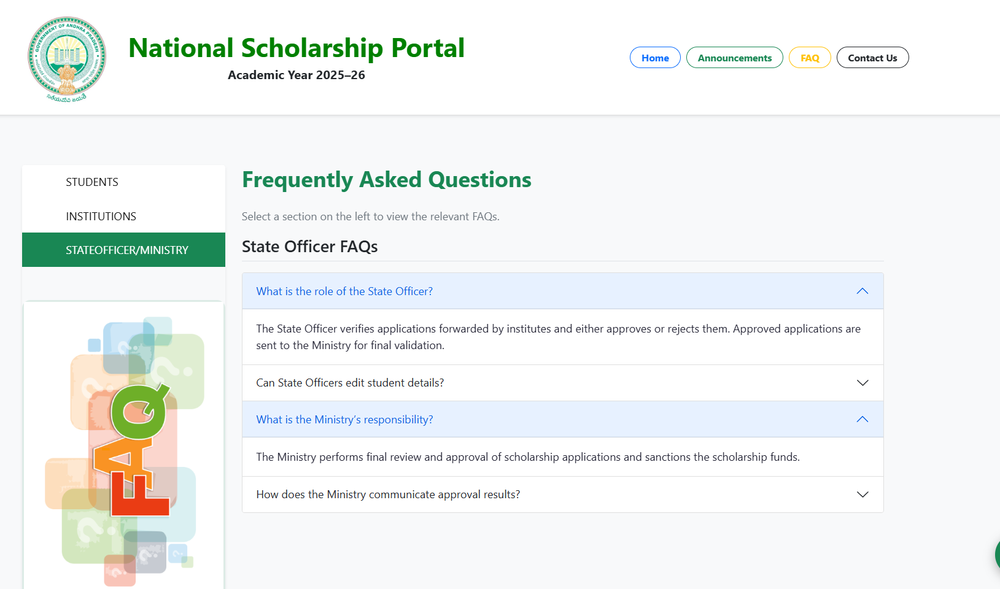 GOVERNMENT OF ANDHRA PRADESH
సత్యమేవ జయతే
National Scholarship Portal
Academic Year 2025–26
Home
Announcements
FAQ
Contact Us
STUDENTS
INSTITUTIONS
STATEOFFICER/MINISTRY
FAQ
Frequently Asked Questions
Select a section on the left to view the relevant FAQs.
State Officer FAQs
What is the role of the State Officer?
The State Officer verifies applications forwarded by institutes and either approves or rejects them. Approved applications are
sent to the Ministry for final validation.
Can State Officers edit student details?
What is the Ministry’s responsibility?
The Ministry performs final review and approval of scholarship applications and sanctions the scholarship funds.
How does the Ministry communicate approval results?